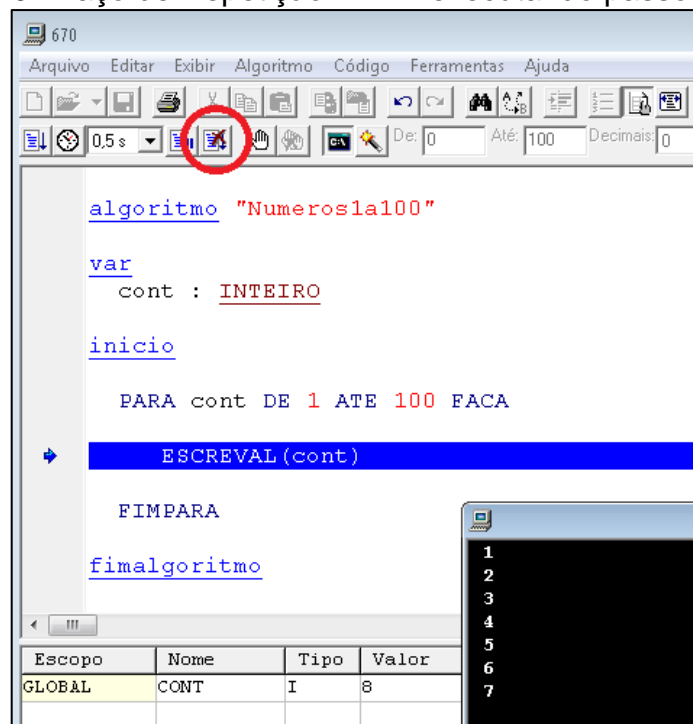 670
Arquivo Editar Exibir Algoritmo Código Ferramentas Ajuda
0,5 s De: 0 Até: 100 Decimais: 0
algoritmo "Numeros1a100"
var
cont : INTEIRO
inicio
PARA cont DE 1 ATE 100 FACA
ESCREVAL(cont)
FIMPARA
fimalgoritmo
1
2
3
4
5
6
7
Escopo Nome Tipo Valor
GLOBAL CONT I 8